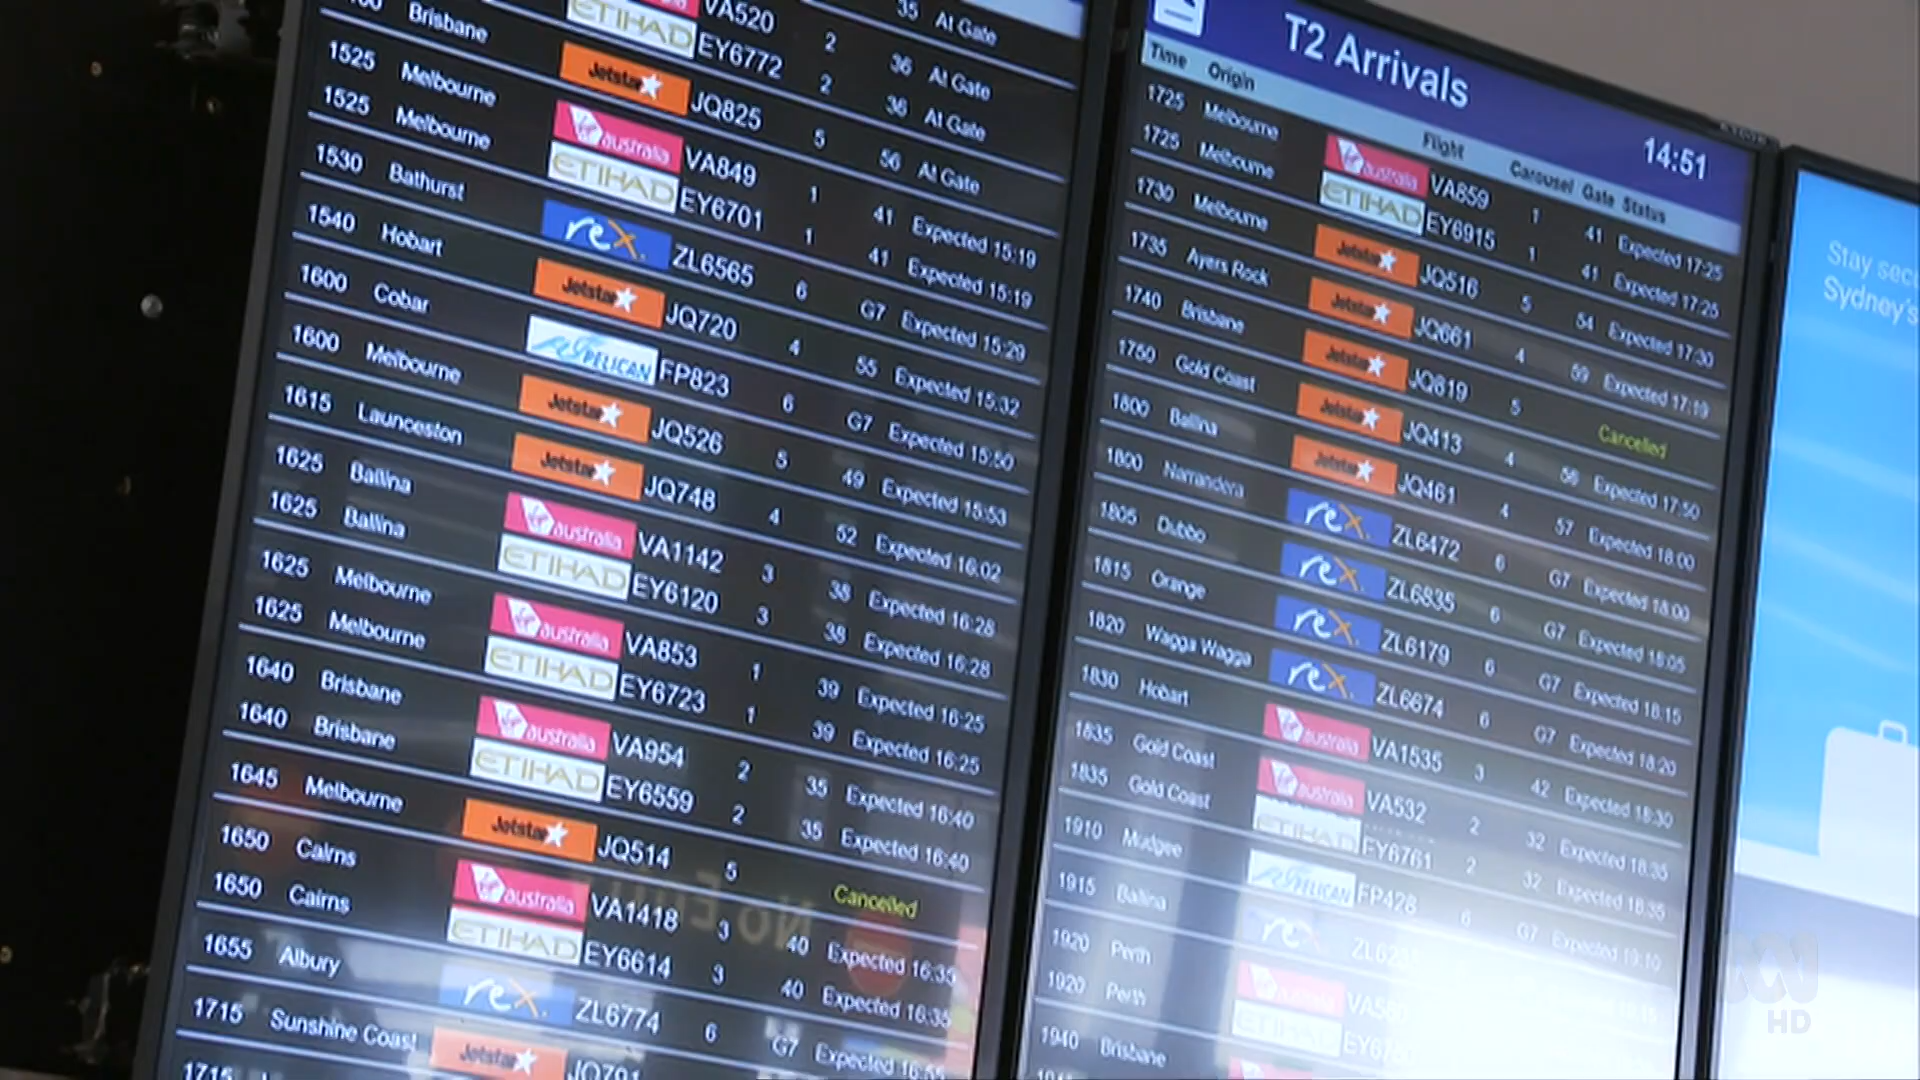 Brisbane VA520 2 35 At Gate
EY6772 2 36 At Gate
1525 Melbourne Jetstar JQ825 5 36 At Gate
1525 Melbourne australia VA849 1 56 At Gate
ETIHAD EY6701 1 41 Expected 15:19
1530 Bathurst rex. ZL6565 6 41 Expected 15:19
1540 Hobart Jetstar JQ720 4 G7 Expected 15:29
1600 Cobar PELICAN FP823 6 55 Expected 15:32
1600 Melbourne Jetstar JQ526 5 G7 Expected 15:50
1615 Launceston Jetstar JQ748 4 49 Expected 15:53
1625 Ballina australia VA1142 3 52 Expected 16:02
1625 Ballina ETIHAD EY6120 3 38 Expected 16:28
1625 Melbourne australia VA853 1 38 Expected 16:28
1625 Melbourne ETIHAD EY6723 1 39 Expected 16:25
1640 Brisbane australia VA954 2 39 Expected 16:25
1640 Brisbane ETIHAD EY6559 2 35 Expected 16:40
1645 Melbourne Jetstar JQ514 5 35 Expected 16:40
1650 Cairns australia VA1418 3 Cancelled
1650 Cairns ETIHAD EY6614 3 40 Expected 16:35
1655 Albury rex. ZL6774 6 40 Expected 16:35
1715 Sunshine Coast Jetstar JQ791 G7 Expected 16:55
1715
T2 Arrivals
14:51
Time Origin Flight Carousel Gate Status
1725 Melbourne australia VA859 1 41 Expected 17:25
1725 Melbourne ETIHAD EY6915 1 41 Expected 17:25
1730 Melbourne Jetstar JQ516 5 54 Expected 17:30
1735 Ayers Rock Jetstar JQ661 4 59 Expected 17:19
1740 Brisbane Jetstar JQ819 5 Cancelled
1750 Gold Coast Jetstar JQ413 4 56 Expected 17:50
1800 Ballina Jetstar JQ461 4 57 Expected 18:00
1800 Narrandera rex. ZL6472 6 G7 Expected 18:00
1805 Dubbo rex. ZL6835 6 G7 Expected 18:05
1815 Orange rex. ZL6179 6 G7 Expected 18:15
1820 Wagga Wagga rex. ZL6674 6 G7 Expected 18:20
1830 Hobart australia VA1535 3 42 Expected 18:30
1835 Gold Coast australia VA532 2 32 Expected 18:35
1835 Gold Coast ETIHAD EY6761 2 32 Expected 18:35
1910 Mudgee PELICAN FP428 6 G7 Expected 19:10
1915 Ballina rex
1920 Perth
1920 Perth
1940 Brisbane
Stay
Sydney's
HD